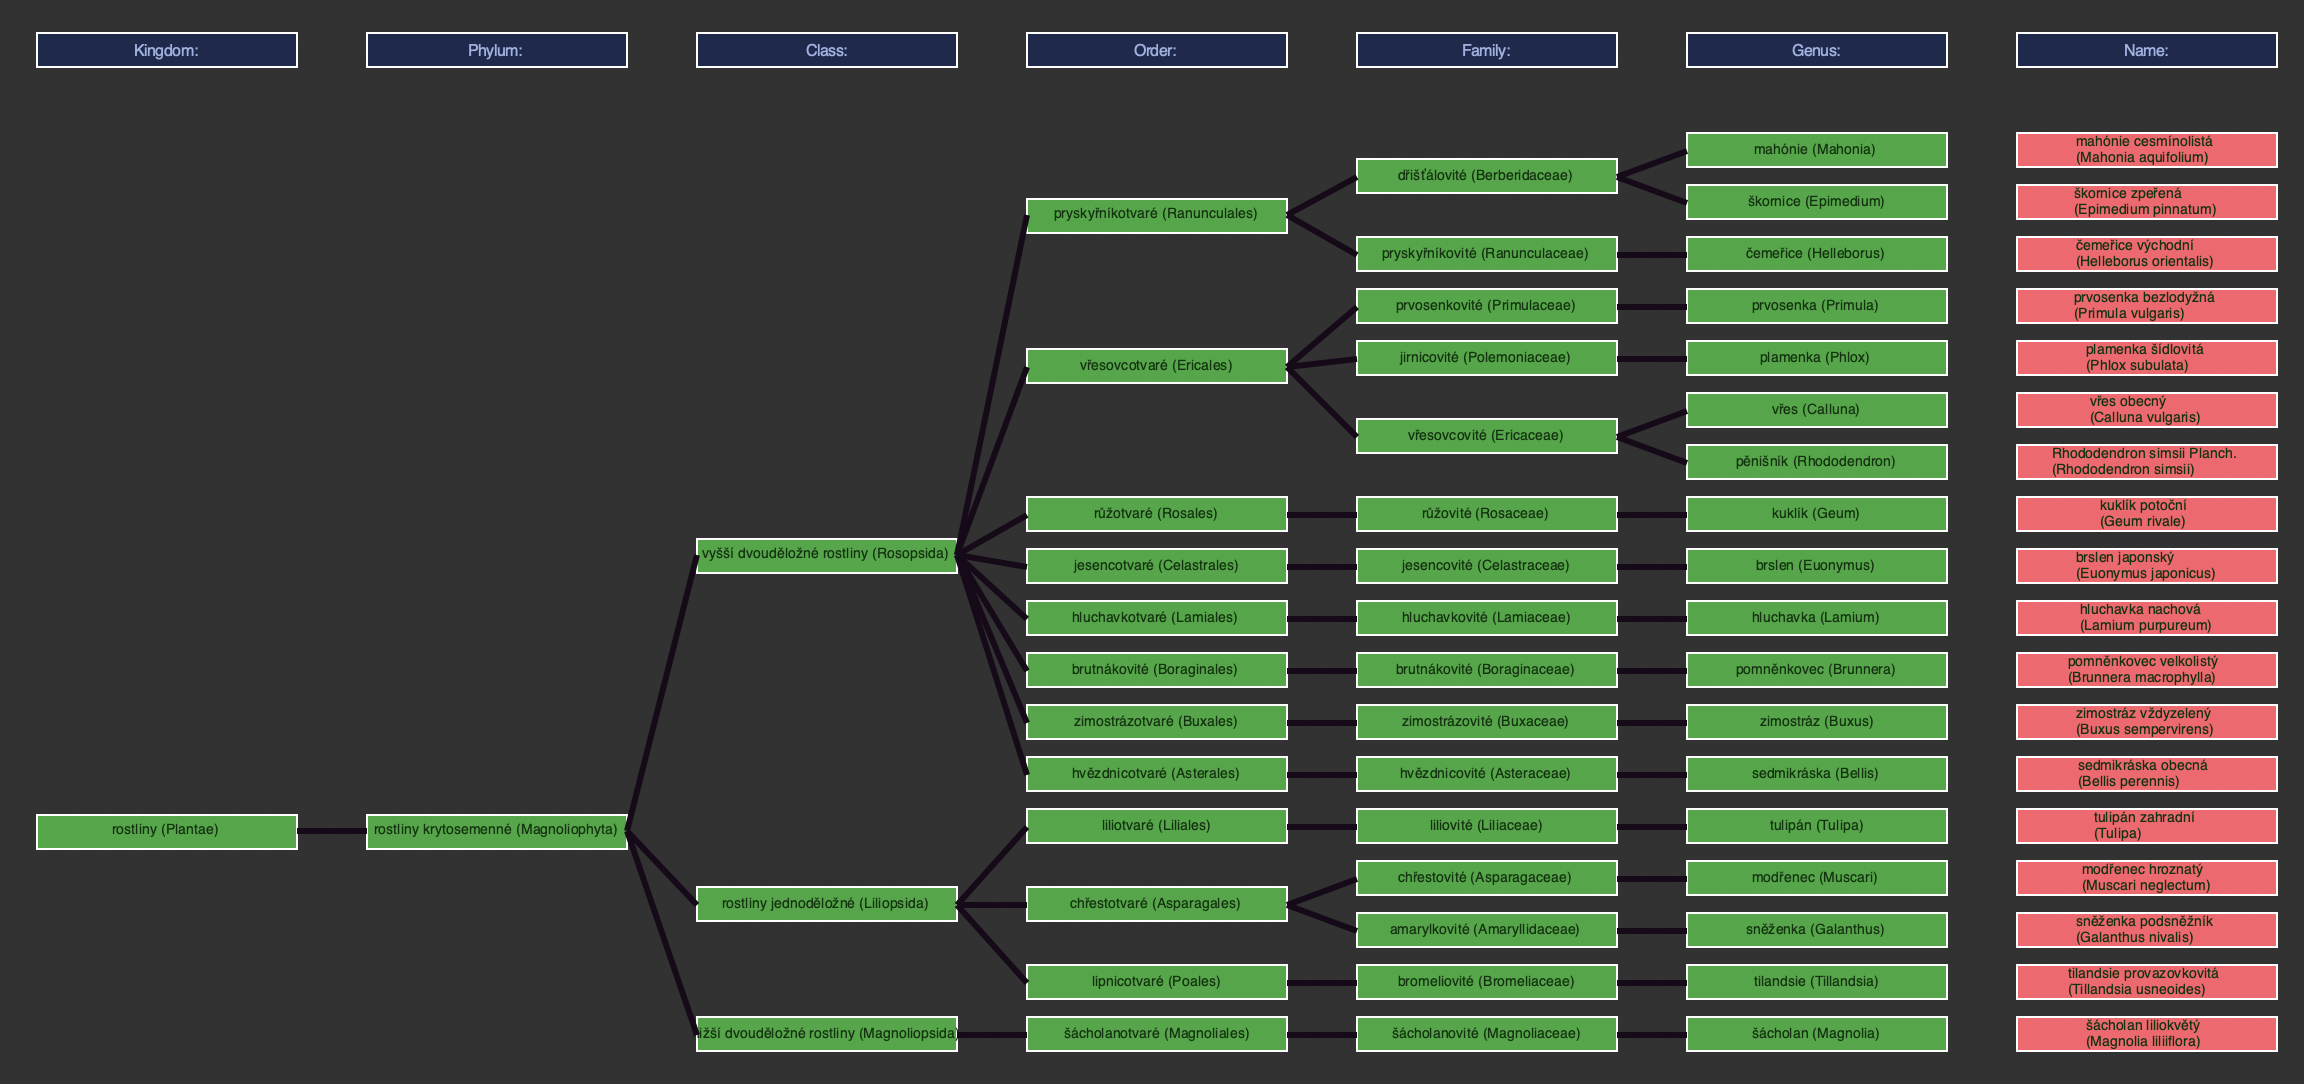 Kingdom:
Phylum:
Class:
Order:
Family:
Genus:
Name:
mahónie (Mahonia)
mahónie cesmínolistá
(Mahonia aquifolium)
dřišťálovité (Berberidaceae)
škornice (Epimedium)
škornice zpeřená
(Epimedium pinnatum)
pryskyřníkotvaré (Ranunculales)
pryskyřníkovité (Ranunculaceae)
čemeřice (Helleborus)
čemeřice východní
(Helleborus orientalis)
prvosenkovité (Primulaceae)
prvosenka (Primula)
prvosenka bezlodyžná
(Primula vulgaris)
vřesovcotvaré (Ericales)
jirnicovité (Polemoniaceae)
plamenka (Phlox)
plamenka šídlovitá
(Phlox subulata)
vřes (Calluna)
vřes obecný
(Calluna vulgaris)
vřesovcovité (Ericaceae)
pěnišník (Rhododendron)
Rhododendron simsii Planch.
(Rhododendron simsii)
růžotvaré (Rosales)
růžovité (Rosaceae)
kuklík (Geum)
kuklík potoční
(Geum rivale)
vyšší dvouděložné rostliny (Rosopsida)
jesencotvaré (Celastrales)
jesencovité (Celastraceae)
brslen (Euonymus)
brslen japonský
(Euonymus japonicus)
hluchavkotvaré (Lamiales)
hluchavkovité (Lamiaceae)
hluchavka (Lamium)
hluchavka nachová
(Lamium purpureum)
brutnákovité (Boraginales)
brutnákovité (Boraginaceae)
pomněnkovec (Brunnera)
pomněnkovec velkolistý
(Brunnera macrophylla)
zimostrázotvaré (Buxales)
zimostrázovité (Buxaceae)
zimostráz (Buxus)
zimostráz vždyzelený
(Buxus sempervirens)
hvězdnicotvaré (Asterales)
hvězdnicovité (Asteraceae)
sedmikráska (Bellis)
sedmikráska obecná
(Bellis perennis)
rostliny (Plantae)
rostliny krytosemenné (Magnoliophyta)
liliotvaré (Liliales)
liliovité (Liliaceae)
tulipán (Tulipa)
tulipán zahradní
(Tulipa)
chřestovité (Asparagaceae)
modřenec (Muscari)
modřenec hroznatý
(Muscari neglectum)
rostliny jednoděložné (Liliopsida)
chřestotvaré (Asparagales)
amarylkovité (Amaryllidaceae)
sněženka (Galanthus)
sněženka podsněžník
(Galanthus nivalis)
lipnicotvaré (Poales)
bromeliovité (Bromeliaceae)
tilandsie (Tillandsia)
tilandsie provazovkovitá
(Tillandsia usneoides)
ižší dvouděložné rostliny (Magnoliopsida)
šácholanotvaré (Magnoliales)
šácholanovité (Magnoliaceae)
šácholan (Magnolia)
šácholan liliokvětý
(Magnolia liliiflora)